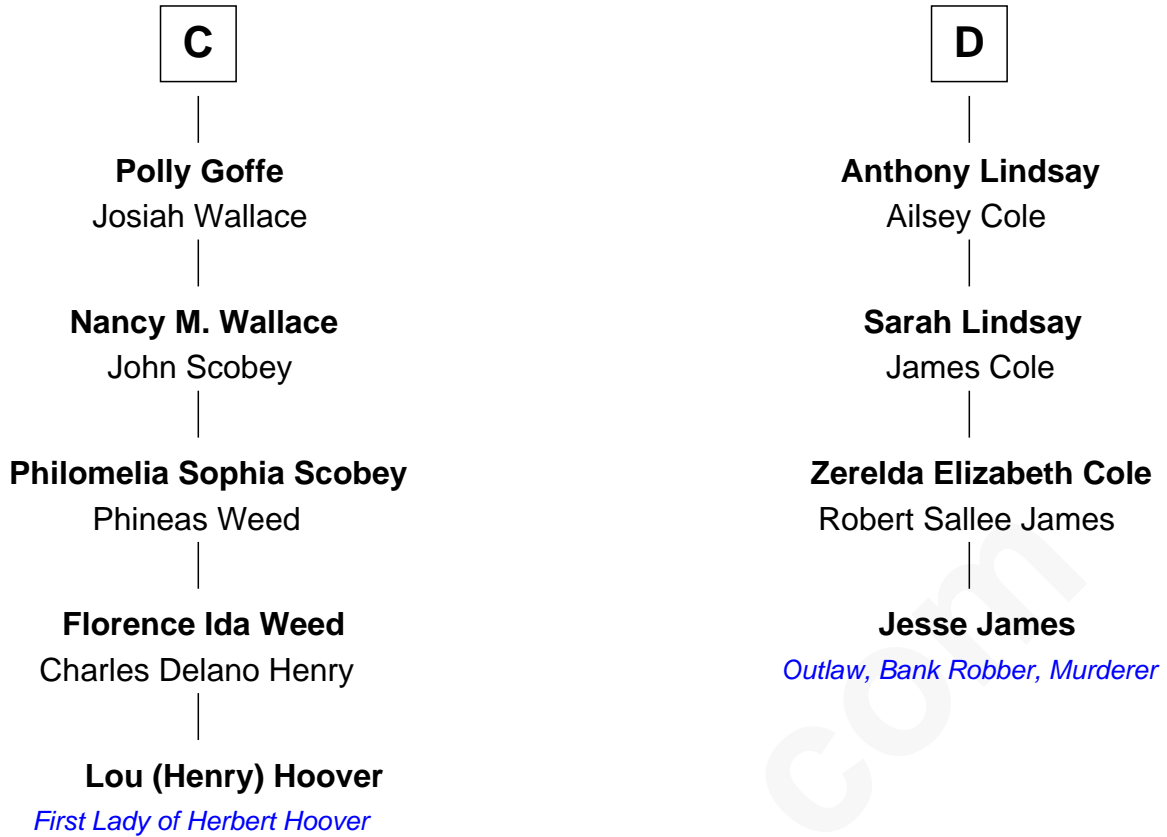 C
Polly Goffe
Josiah Wallace
Nancy M. Wallace
John Scobey
Philomelia Sophia Scobey
Phineas Weed
Florence Ida Weed
Charles Delano Henry
Lou (Henry) Hoover
First Lady of Herbert Hoover
D
Anthony Lindsay
Ailsey Cole
Sarah Lindsay
James Cole
Zerelda Elizabeth Cole
Robert Sallee James
Jesse James
Outlaw, Bank Robber, Murderer
com